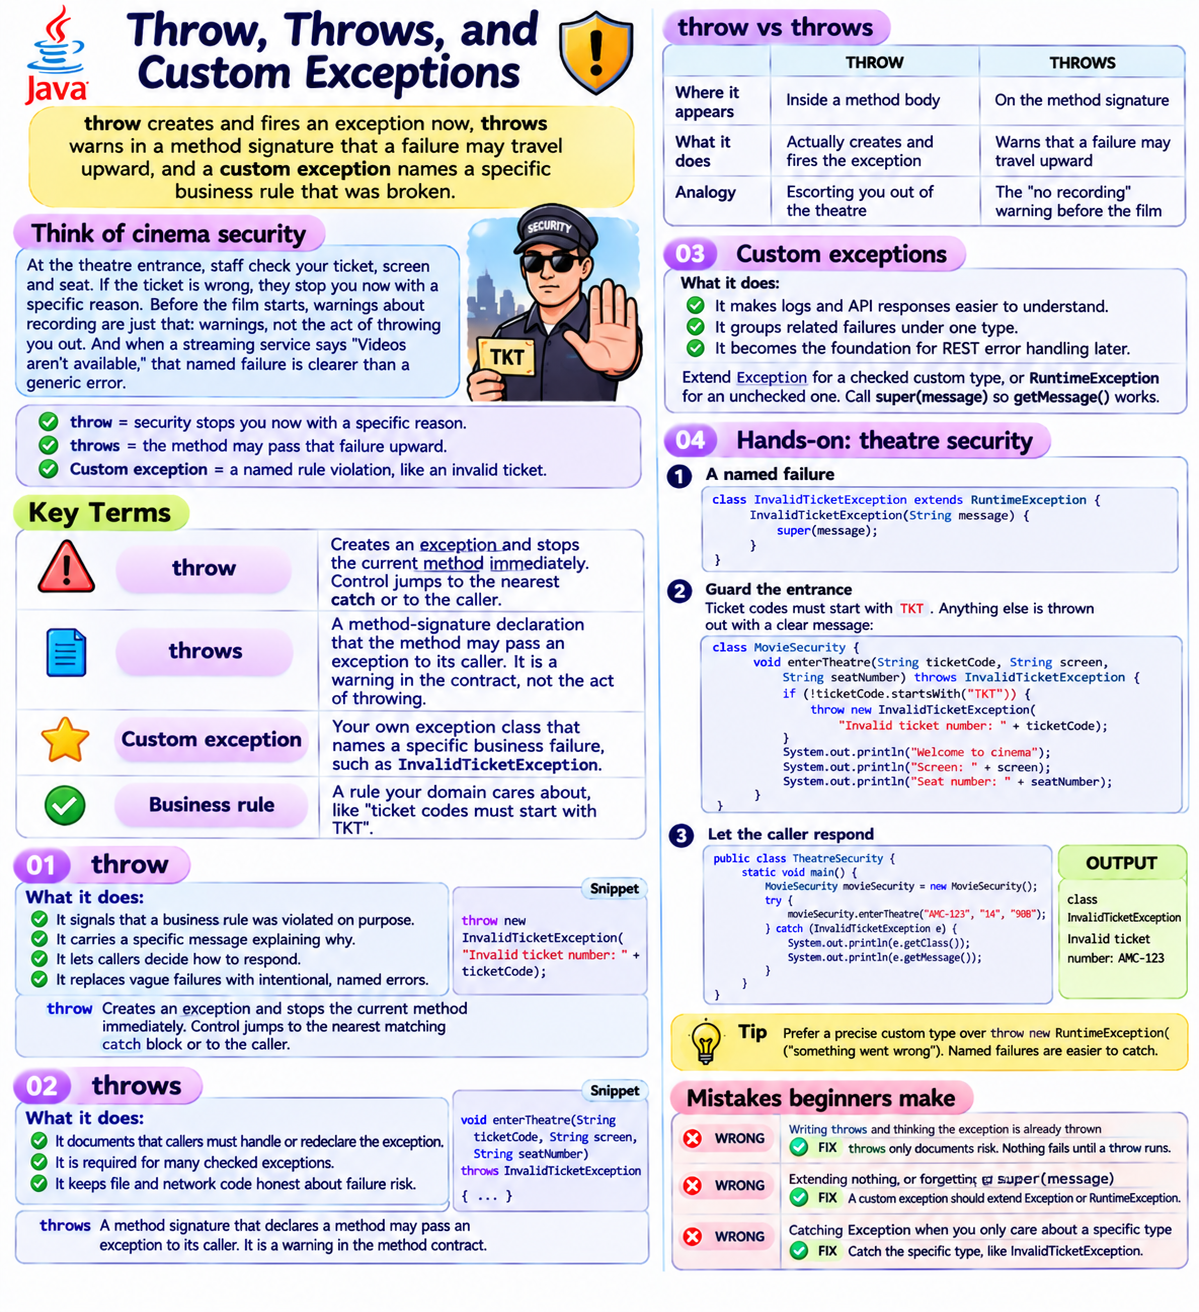 Java
Throw, Throws, and
Custom Exceptions
throw creates and fires an exception now, throws
warns in a method signature that a failure may travel
upward, and a custom exception names a specific
business rule that was broken.
Think of cinema security
At the theatre entrance, staff check your ticket, screen
and seat. If the ticket is wrong, they stop you now with a
specific reason. Before the film starts, warnings about
recording are just that: warnings, not the act of throwing
you out. And when a streaming service says "Videos
aren't available," that named failure is clearer than a
generic error.
SECURITY
TKT
throw = security stops you now with a specific reason.
throws = the method may pass that failure upward.
Custom exception = a named rule violation, like an invalid ticket.
Key Terms
throw
Creates an exception and stops
the current method immediately.
Control jumps to the nearest
catch or to the caller.
throws
A method-signature declaration
that the method may pass an
exception to its caller. It is a
warning in the contract, not the act
of throwing.
Custom exception
Your own exception class that
names a specific business failure,
such as InvalidTicketException.
Business rule
A rule your domain cares about,
like "ticket codes must start with
TKT".
01 throw
What it does:
It signals that a business rule was violated on purpose.
It carries a specific message explaining why.
It lets callers decide how to respond.
It replaces vague failures with intentional, named errors.
Snippet
throw new
InvalidTicketException(
"Invalid ticket number: " +
ticketCode);
throw Creates an exception and stops the current method
immediately. Control jumps to the nearest matching
catch block or to the caller.
02 throws
What it does:
It documents that callers must handle or redeclare the exception.
It is required for many checked exceptions.
It keeps file and network code honest about failure risk.
Snippet
void enterTheatre(String
ticketCode, String screen,
String seatNumber)
throws InvalidTicketException
{ ... }
throws A method signature that declares a method may pass an
exception to its caller. It is a warning in the method contract.
throw vs throws
THROW THROWS
Where it
appears
Inside a method body
On the method signature
What it
does
Actually creates and
fires the exception
Warns that a failure may
travel upward
Analogy
Escorting you out of
the theatre
The "no recording"
warning before the film
03 Custom exceptions
What it does:
It makes logs and API responses easier to understand.
It groups related failures under one type.
It becomes the foundation for REST error handling later.
Extend Exception for a checked custom type, or RuntimeException
for an unchecked one. Call super(message) so getMessage() works.
04 Hands-on: theatre security
1 A named failure
class InvalidTicketException extends RuntimeException {
InvalidTicketException(String message) {
super(message);
}
}
2 Guard the entrance
Ticket codes must start with TKT . Anything else is thrown
out with a clear message:
class MovieSecurity {
void enterTheatre(String ticketCode, String screen,
String seatNumber) throws InvalidTicketException {
if (!ticketCode.startsWith("TKT")) {
throw new InvalidTicketException(
"Invalid ticket number: " + ticketCode);
}
System.out.println("Welcome to cinema");
System.out.println("Screen: " + screen);
System.out.println("Seat number: " + seatNumber);
}
}
3 Let the caller respond
public class TheatreSecurity {
static void main() {
MovieSecurity movieSecurity = new MovieSecurity();
try {
movieSecurity.enterTheatre("AMC-123", "14", "90B");
} catch (InvalidTicketException e) {
System.out.println(e.getClass());
System.out.println(e.getMessage());
}
}
}
OUTPUT
class
InvalidTicketException
Invalid ticket
number: AMC-123
Tip
Prefer a precise custom type over throw new RuntimeException(
("something went wrong"). Named failures are easier to catch.
Mistakes beginners make
WRONG
Writing throws and thinking the exception is already thrown
FIX throws only documents risk. Nothing fails until a throw runs.
WRONG
Extending nothing, or forgetting super(message)
FIX A custom exception should extend Exception or RuntimeException.
WRONG
Catching Exception when you only care about a specific type
FIX Catch the specific type, like InvalidTicketException.